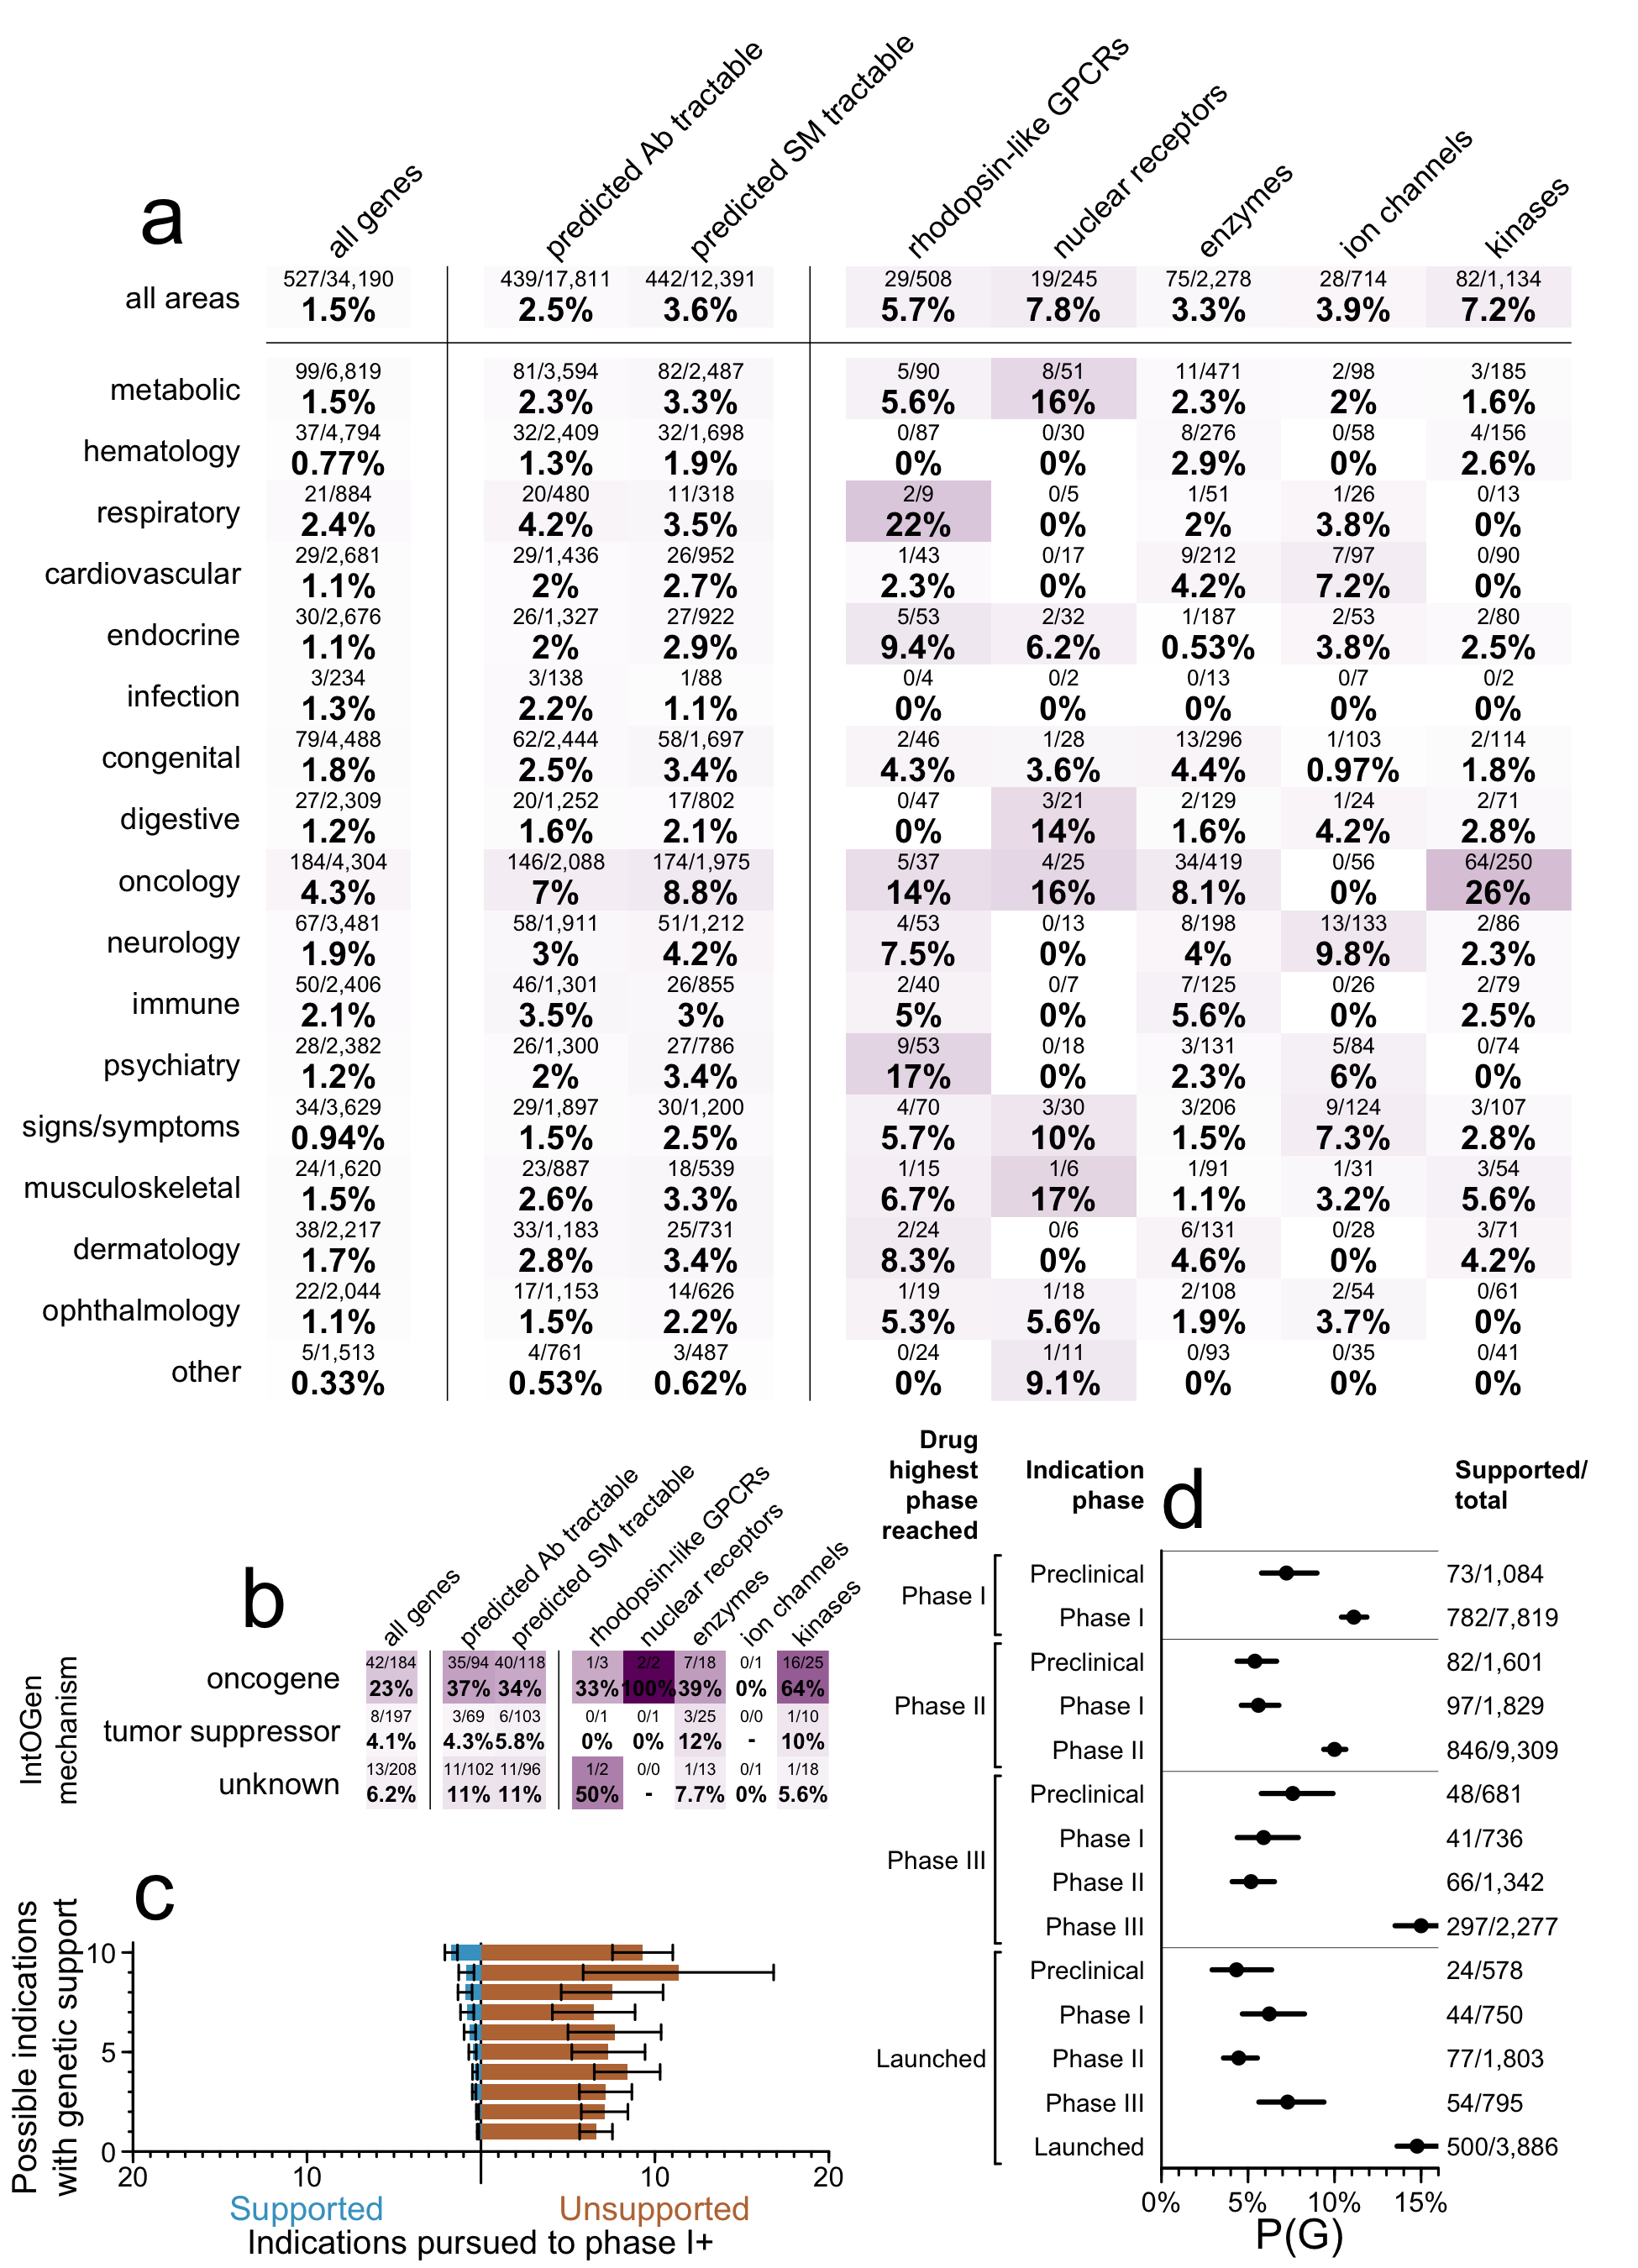 a
all genes
predicted Ab tractable
predicted SM tractable
rhodopsin-like GPCRs
nuclear receptors
enzymes
ion channels
kinases
527/34,190 439/17,811 442/12,391 29/508 19/245 75/2,278 28/714 82/1,134
all areas 1.5% 2.5% 3.6% 5.7% 7.8% 3.3% 3.9% 7.2%
99/6,819 81/3,594 82/2,487 5/90 8/51 11/471 2/98 3/185
metabolic 1.5% 2.3% 3.3% 5.6% 16% 2.3% 2% 1.6%
37/4,794 32/2,409 32/1,698 0/87 0/30 8/276 0/58 4/156
hematology 0.77% 1.3% 1.9% 0% 0% 2.9% 0% 2.6%
21/884 20/480 11/318 2/9 0/5 1/51 1/26 0/13
respiratory 2.4% 4.2% 3.5% 22% 0% 2% 3.8% 0%
29/2,681 29/1,436 26/952 1/43 0/17 9/212 7/97 0/90
cardiovascular 1.1% 2% 2.7% 2.3% 0% 4.2% 7.2% 0%
30/2,676 26/1,327 27/922 5/53 2/32 1/187 2/53 2/80
endocrine 1.1% 2% 2.9% 9.4% 6.2% 0.53% 3.8% 2.5%
3/234 3/138 1/88 0/4 0/2 0/13 0/7 0/2
infection 1.3% 2.2% 1.1% 0% 0% 0% 0% 0%
79/4,488 62/2,444 58/1,697 2/46 1/28 13/296 1/103 2/114
congenital 1.8% 2.5% 3.4% 4.3% 3.6% 4.4% 0.97% 1.8%
27/2,309 20/1,252 17/802 0/47 3/21 2/129 1/24 2/71
digestive 1.2% 1.6% 2.1% 0% 14% 1.6% 4.2% 2.8%
184/4,304 146/2,088 174/1,975 5/37 4/25 34/419 0/56 64/250
oncology 4.3% 7% 8.8% 14% 16% 8.1% 0% 26%
67/3,481 58/1,911 51/1,212 4/53 0/13 8/198 13/133 2/86
neurology 1.9% 3% 4.2% 7.5% 0% 4% 9.8% 2.3%
50/2,406 46/1,301 26/855 2/40 0/7 7/125 0/26 2/79
immune 2.1% 3.5% 3% 5% 0% 5.6% 0% 2.5%
28/2,382 26/1,300 27/786 9/53 0/18 3/131 5/84 0/74
psychiatry 1.2% 2% 3.4% 17% 0% 2.3% 6% 0%
34/3,629 29/1,897 30/1,200 4/70 3/30 3/206 9/124 3/107
signs/symptoms 0.94% 1.5% 2.5% 5.7% 10% 1.5% 7.3% 2.8%
24/1,620 23/887 18/539 1/15 1/6 1/91 1/31 3/54
musculoskeletal 1.5% 2.6% 3.3% 6.7% 17% 1.1% 3.2% 5.6%
38/2,217 33/1,183 25/731 2/24 0/6 6/131 0/28 3/71
dermatology 1.7% 2.8% 3.4% 8.3% 0% 4.6% 0% 4.2%
22/2,044 17/1,153 14/626 1/19 1/18 2/108 2/54 0/61
ophthalmology 1.1% 1.5% 2.2% 5.3% 5.6% 1.9% 3.7% 0%
5/1,513 4/761 3/487 0/24 1/11 0/93 0/35 0/41
other 0.33% 0.53% 0.62% 0% 9.1% 0% 0% 0%
b
all genes
predicted Ab tractable
predicted SM tractable
rhodopsin-like GPCRs
nuclear receptors
enzymes
ion channels
kinases
IntOGen
mechanism
42/184 35/94 40/118 1/3 2/2 7/18 0/1 16/25
oncogene 23% 37% 34% 33% 100% 39% 0% 64%
8/197 3/69 6/103 0/1 0/1 3/25 0/0 1/10
tumor suppressor 4.1% 4.3% 5.8% 0% 0% 12% - 10%
13/208 11/102 11/96 1/2 0/0 1/13 0/1 1/18
unknown 6.2% 11% 11% 50% - 7.7% 0% 5.6%
c
Possible indications
with genetic support
10
5
0
20 10 10 20
Supported Unsupported
Indications pursued to phase I+
d
Drug
highest
phase
reached
Indication
phase
Supported/
total
Phase I
Preclinical 73/1,084
Phase I 782/7,819
Phase II
Preclinical 82/1,601
Phase I 97/1,829
Phase II 846/9,309
Phase III
Preclinical 48/681
Phase I 41/736
Phase II 66/1,342
Phase III 297/2,277
Launched
Preclinical 24/578
Phase I 44/750
Phase II 77/1,803
Phase III 54/795
Launched 500/3,886
0% 5% 10% 15%
P(G)